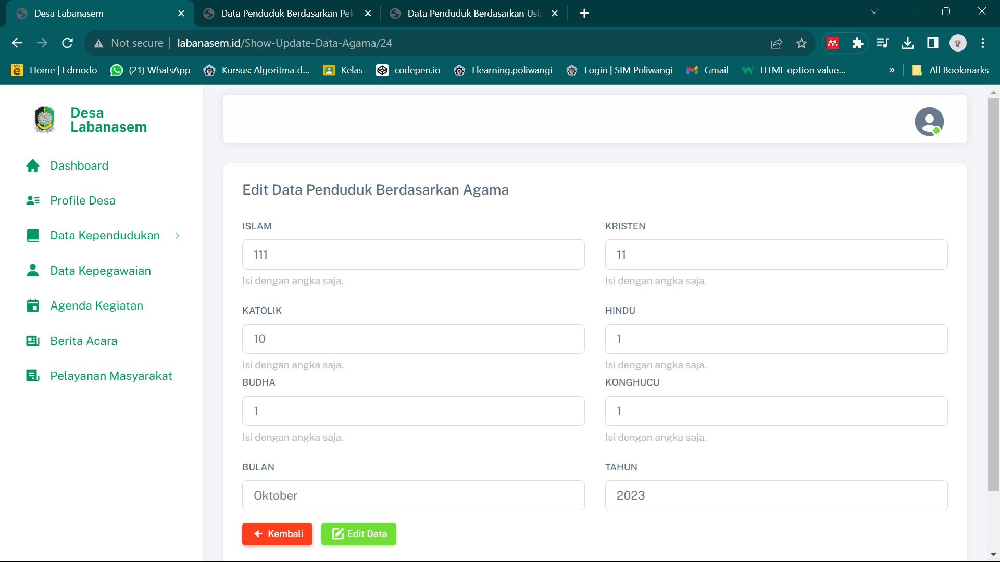 Desa Labanasem
Data Penduduk Berdasarkan Pek
Data Penduduk Berdasarkan Usi
Not secure
labanasem.id/Show-Update-Data-Agama/24
Home | Edmodo
(21) WhatsApp
Kursus: Algoritma d...
Kelas
codepen.io
Elearning.poliwangi
Login | SIM Poliwangi
Gmail
HTML option value...
»
All Bookmarks
Desa
Labanasem
Dashboard
Profile Desa
Data Kependudukan
Data Kepegawaian
Agenda Kegiatan
Berita Acara
Pelayanan Masyarakat
Edit Data Penduduk Berdasarkan Agama
ISLAM
KRISTEN
111
11
Isi dengan angka saja.
Isi dengan angka saja.
KATOLIK
HINDU
10
1
Isi dengan angka saja.
Isi dengan angka saja.
BUDHA
KONGHUCU
1
1
Isi dengan angka saja.
Isi dengan angka saja.
BULAN
TAHUN
Oktober
2023
Kembali
Edit Data